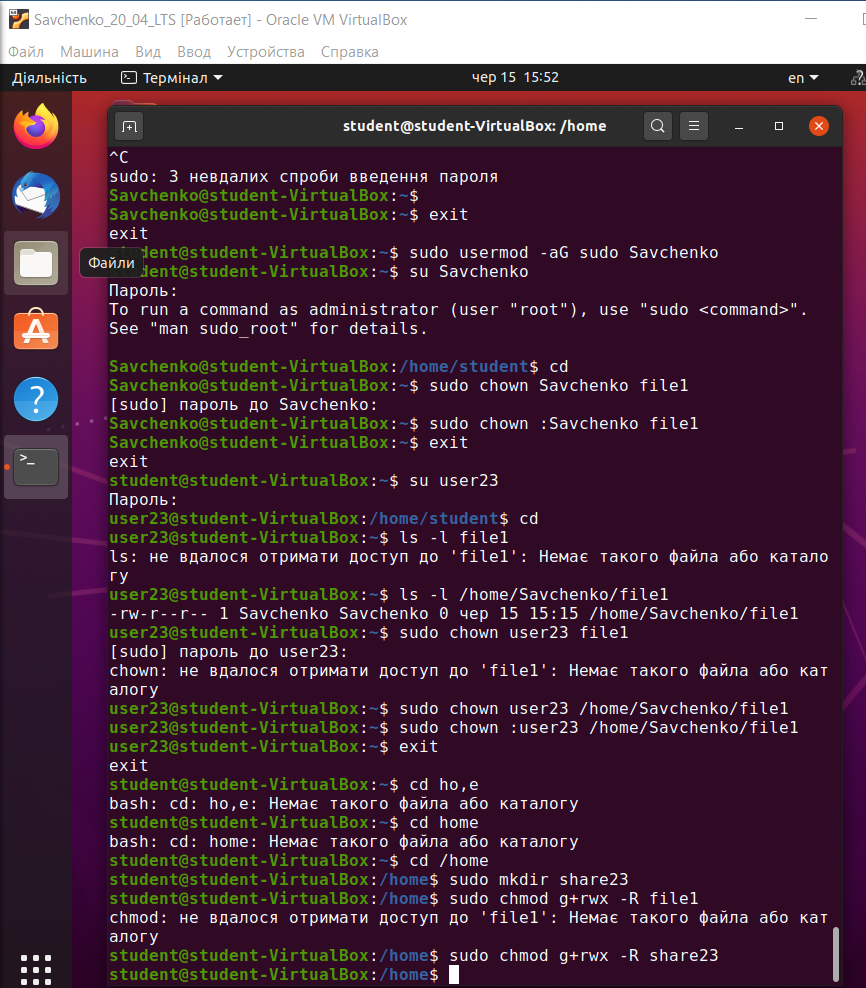 Savchenko_20_04_LTS [Работает] - Oracle VM VirtualBox
Файл Машина Вид Ввод Устройства Справка
Діяльність Термінал чер 15 15:52 en
student@student-VirtualBox: /home
^C
sudo: 3 невдалих спроби введення пароля
Savchenko@student-VirtualBox:~$
Savchenko@student-VirtualBox:~$ exit
exit
student@student-VirtualBox:~$ sudo usermod -aG sudo Savchenko
Файли
student@student-VirtualBox:~$ su Savchenko
Пароль:
To run a command as administrator (user "root"), use "sudo <command>".
See "man sudo_root" for details.
Savchenko@student-VirtualBox:/home/student$ cd
Savchenko@student-VirtualBox:~$ sudo chown Savchenko file1
[sudo] пароль до Savchenko:
Savchenko@student-VirtualBox:~$ sudo chown :Savchenko file1
Savchenko@student-VirtualBox:~$ exit
exit
student@student-VirtualBox:~$ su user23
Пароль:
user23@student-VirtualBox:/home/student$ cd
user23@student-VirtualBox:~$ ls -l file1
ls: не вдалося отримати доступ до 'file1': Немає такого файла або катало
гу
user23@student-VirtualBox:~$ ls -l /home/Savchenko/file1
-rw-r--r-- 1 Savchenko Savchenko 0 чер 15 15:15 /home/Savchenko/file1
user23@student-VirtualBox:~$ sudo chown user23 file1
[sudo] пароль до user23:
chown: не вдалося отримати доступ до 'file1': Немає такого файла або кат
алогу
user23@student-VirtualBox:~$ sudo chown user23 /home/Savchenko/file1
user23@student-VirtualBox:~$ sudo chown :user23 /home/Savchenko/file1
user23@student-VirtualBox:~$ exit
exit
student@student-VirtualBox:~$ cd ho,e
bash: cd: ho,e: Немає такого файла або каталогу
student@student-VirtualBox:~$ cd home
bash: cd: home: Немає такого файла або каталогу
student@student-VirtualBox:~$ cd /home
student@student-VirtualBox:/home$ sudo mkdir share23
student@student-VirtualBox:/home$ sudo chmod g+rwx -R file1
chmod: не вдалося отримати доступ до 'file1': Немає такого файла або кат
алогу
student@student-VirtualBox:/home$ sudo chmod g+rwx -R share23
student@student-VirtualBox:/home$